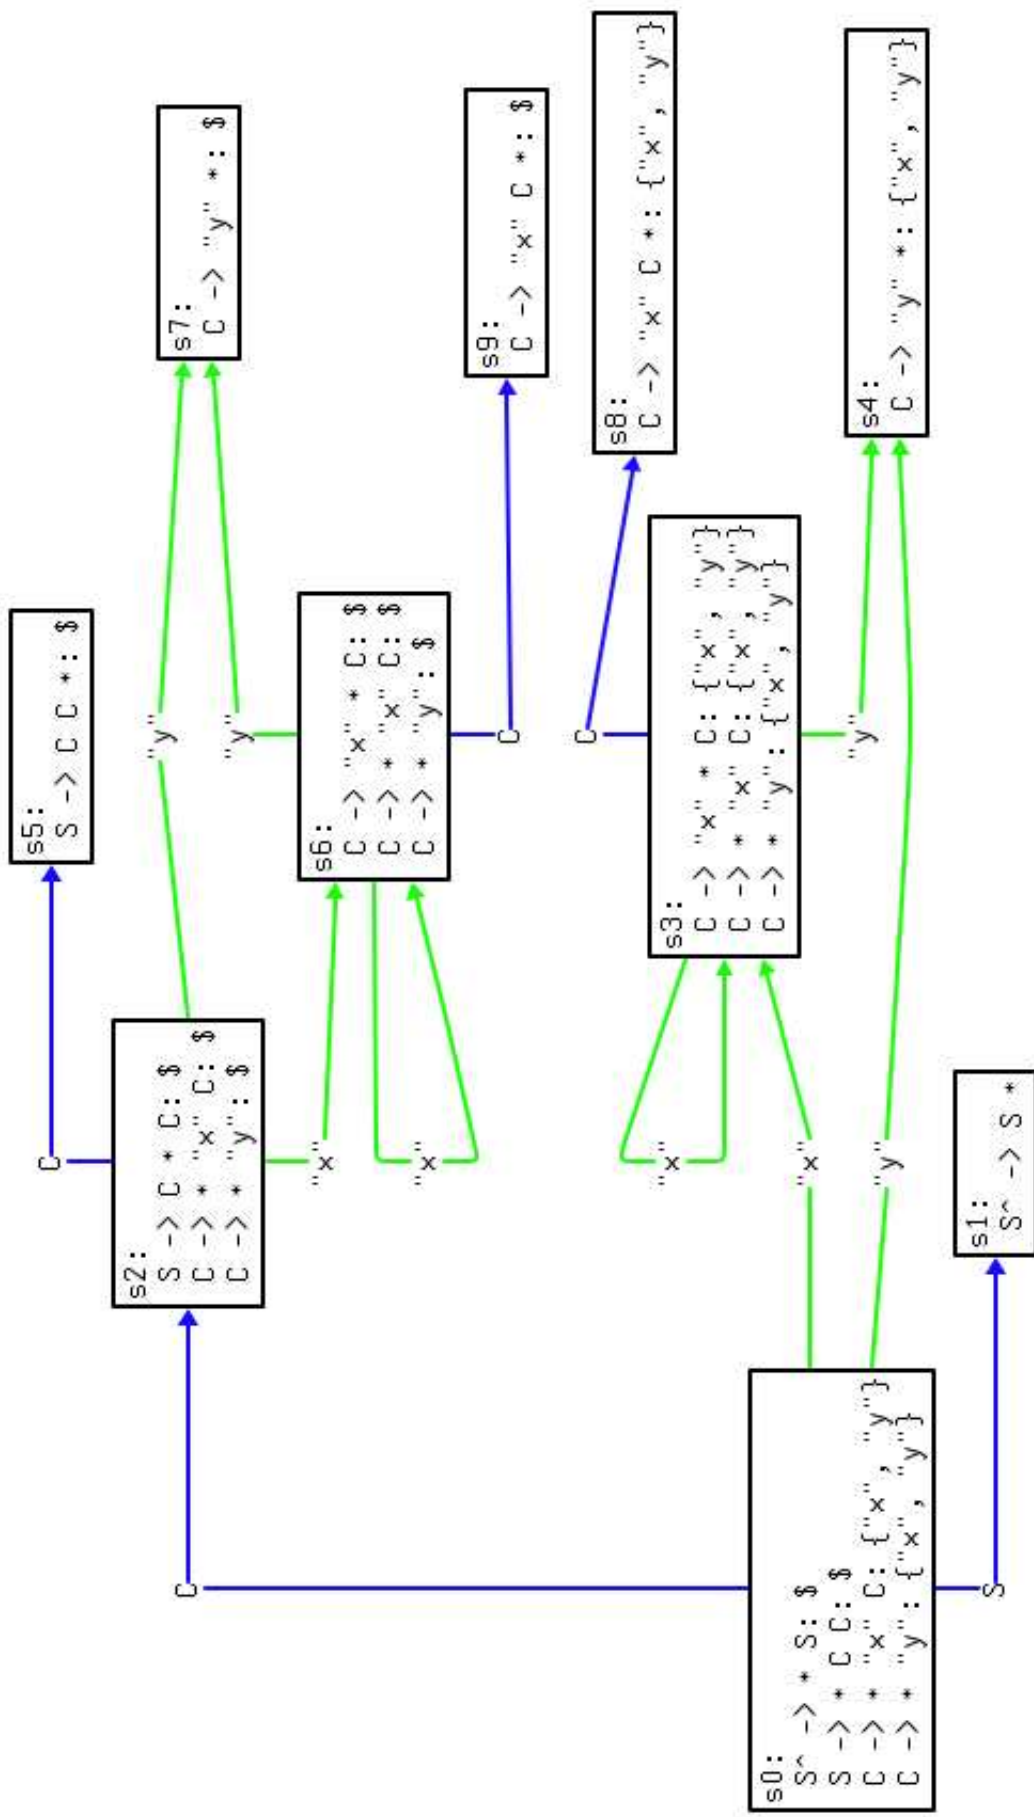 s0:
S^ -> * S: $
S -> * C C: $
C -> * "x" C: {"x", "y"}
C -> * "y": {"x", "y"}
C
S
s2:
S -> C * C: $
C -> * "x" C: $
C -> * "y": $
s1:
S^ -> S *
C
"x"
"x"
"x"
"x"
"y"
s5:
S -> C C *: $
s6:
C -> "x" * C: $
C -> * "x" C: $
C -> * "y": $
s3:
C -> "x" * C: {"x", "y"}
C -> * "x" C: {"x", "y"}
C -> * "y": {"x", "y"}
"y"
"y"
C
C
"y"
s7:
C -> "y" *: $
s9:
C -> "x" C *: $
s8:
C -> "x" C *: {"x", "y"}
s4:
C -> "y" *: {"x", "y"}